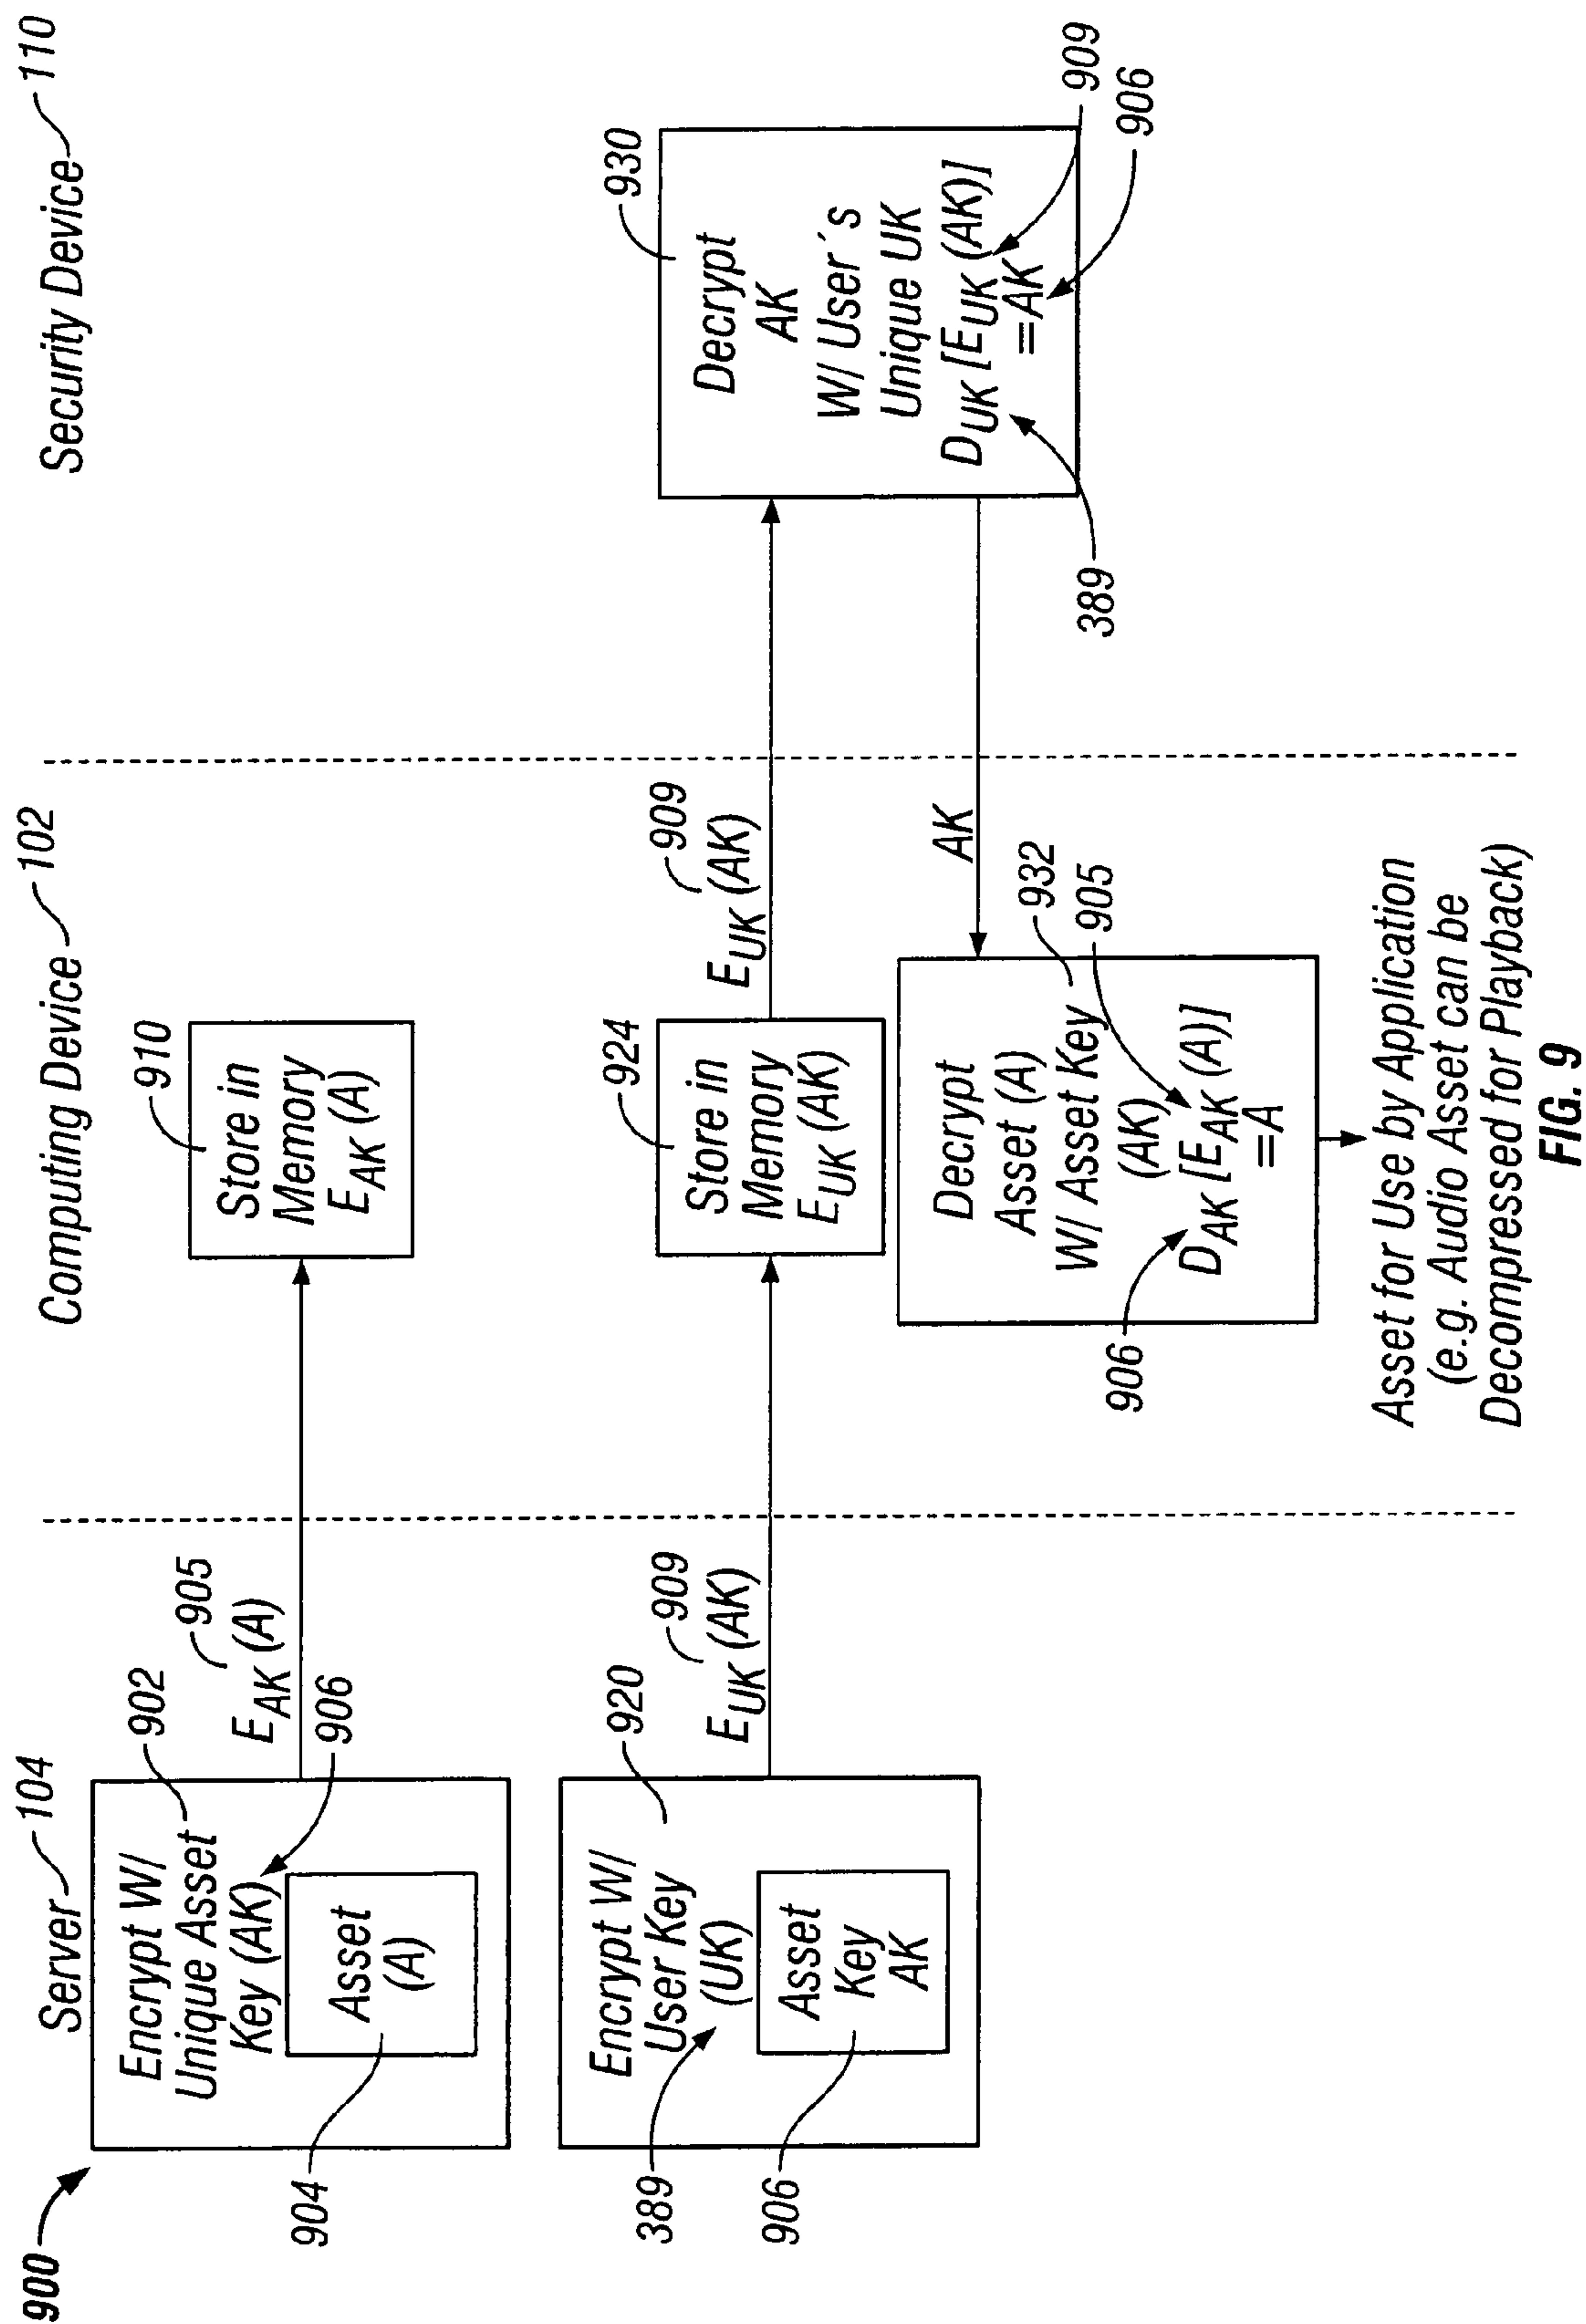 900
Server 104
Computing Device 102
Security Device 110
Encrypt W/
Unique Asset
Key (AK)
902
906
Asset
(A)
904
E_AK (A)
905
910
Store in
Memory
E_AK (A)
Encrypt W/
User Key
(UK)
920
389
Asset
Key
AK
906
E_UK (AK)
909
924
Store in
Memory
E_UK (AK)
E_UK (AK)
909
930
Decrypt
AK
W/ User´s
Unique UK
D_UK [E_UK (AK)]
=AK
909
906
389
AK
Decrypt
Asset (A)
W/ Asset Key
(AK)
D_AK [E_AK (A)]
=A
932
905
906
Asset for Use by Application
(e.g. Audio Asset can be
Decompressed for Playback)
FIG. 9